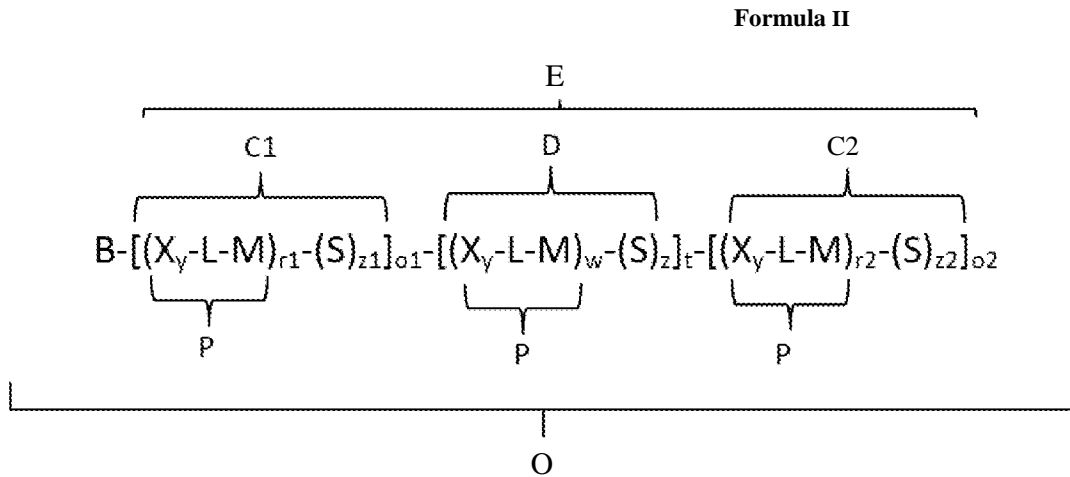 Formula II
E
C1 D C2
B-[(Xy-L-M)r1-(S)z1]o1-[(Xy-L-M)w-(S)z]t-[(Xy-L-M)r2-(S)z2]o2
P P P
O